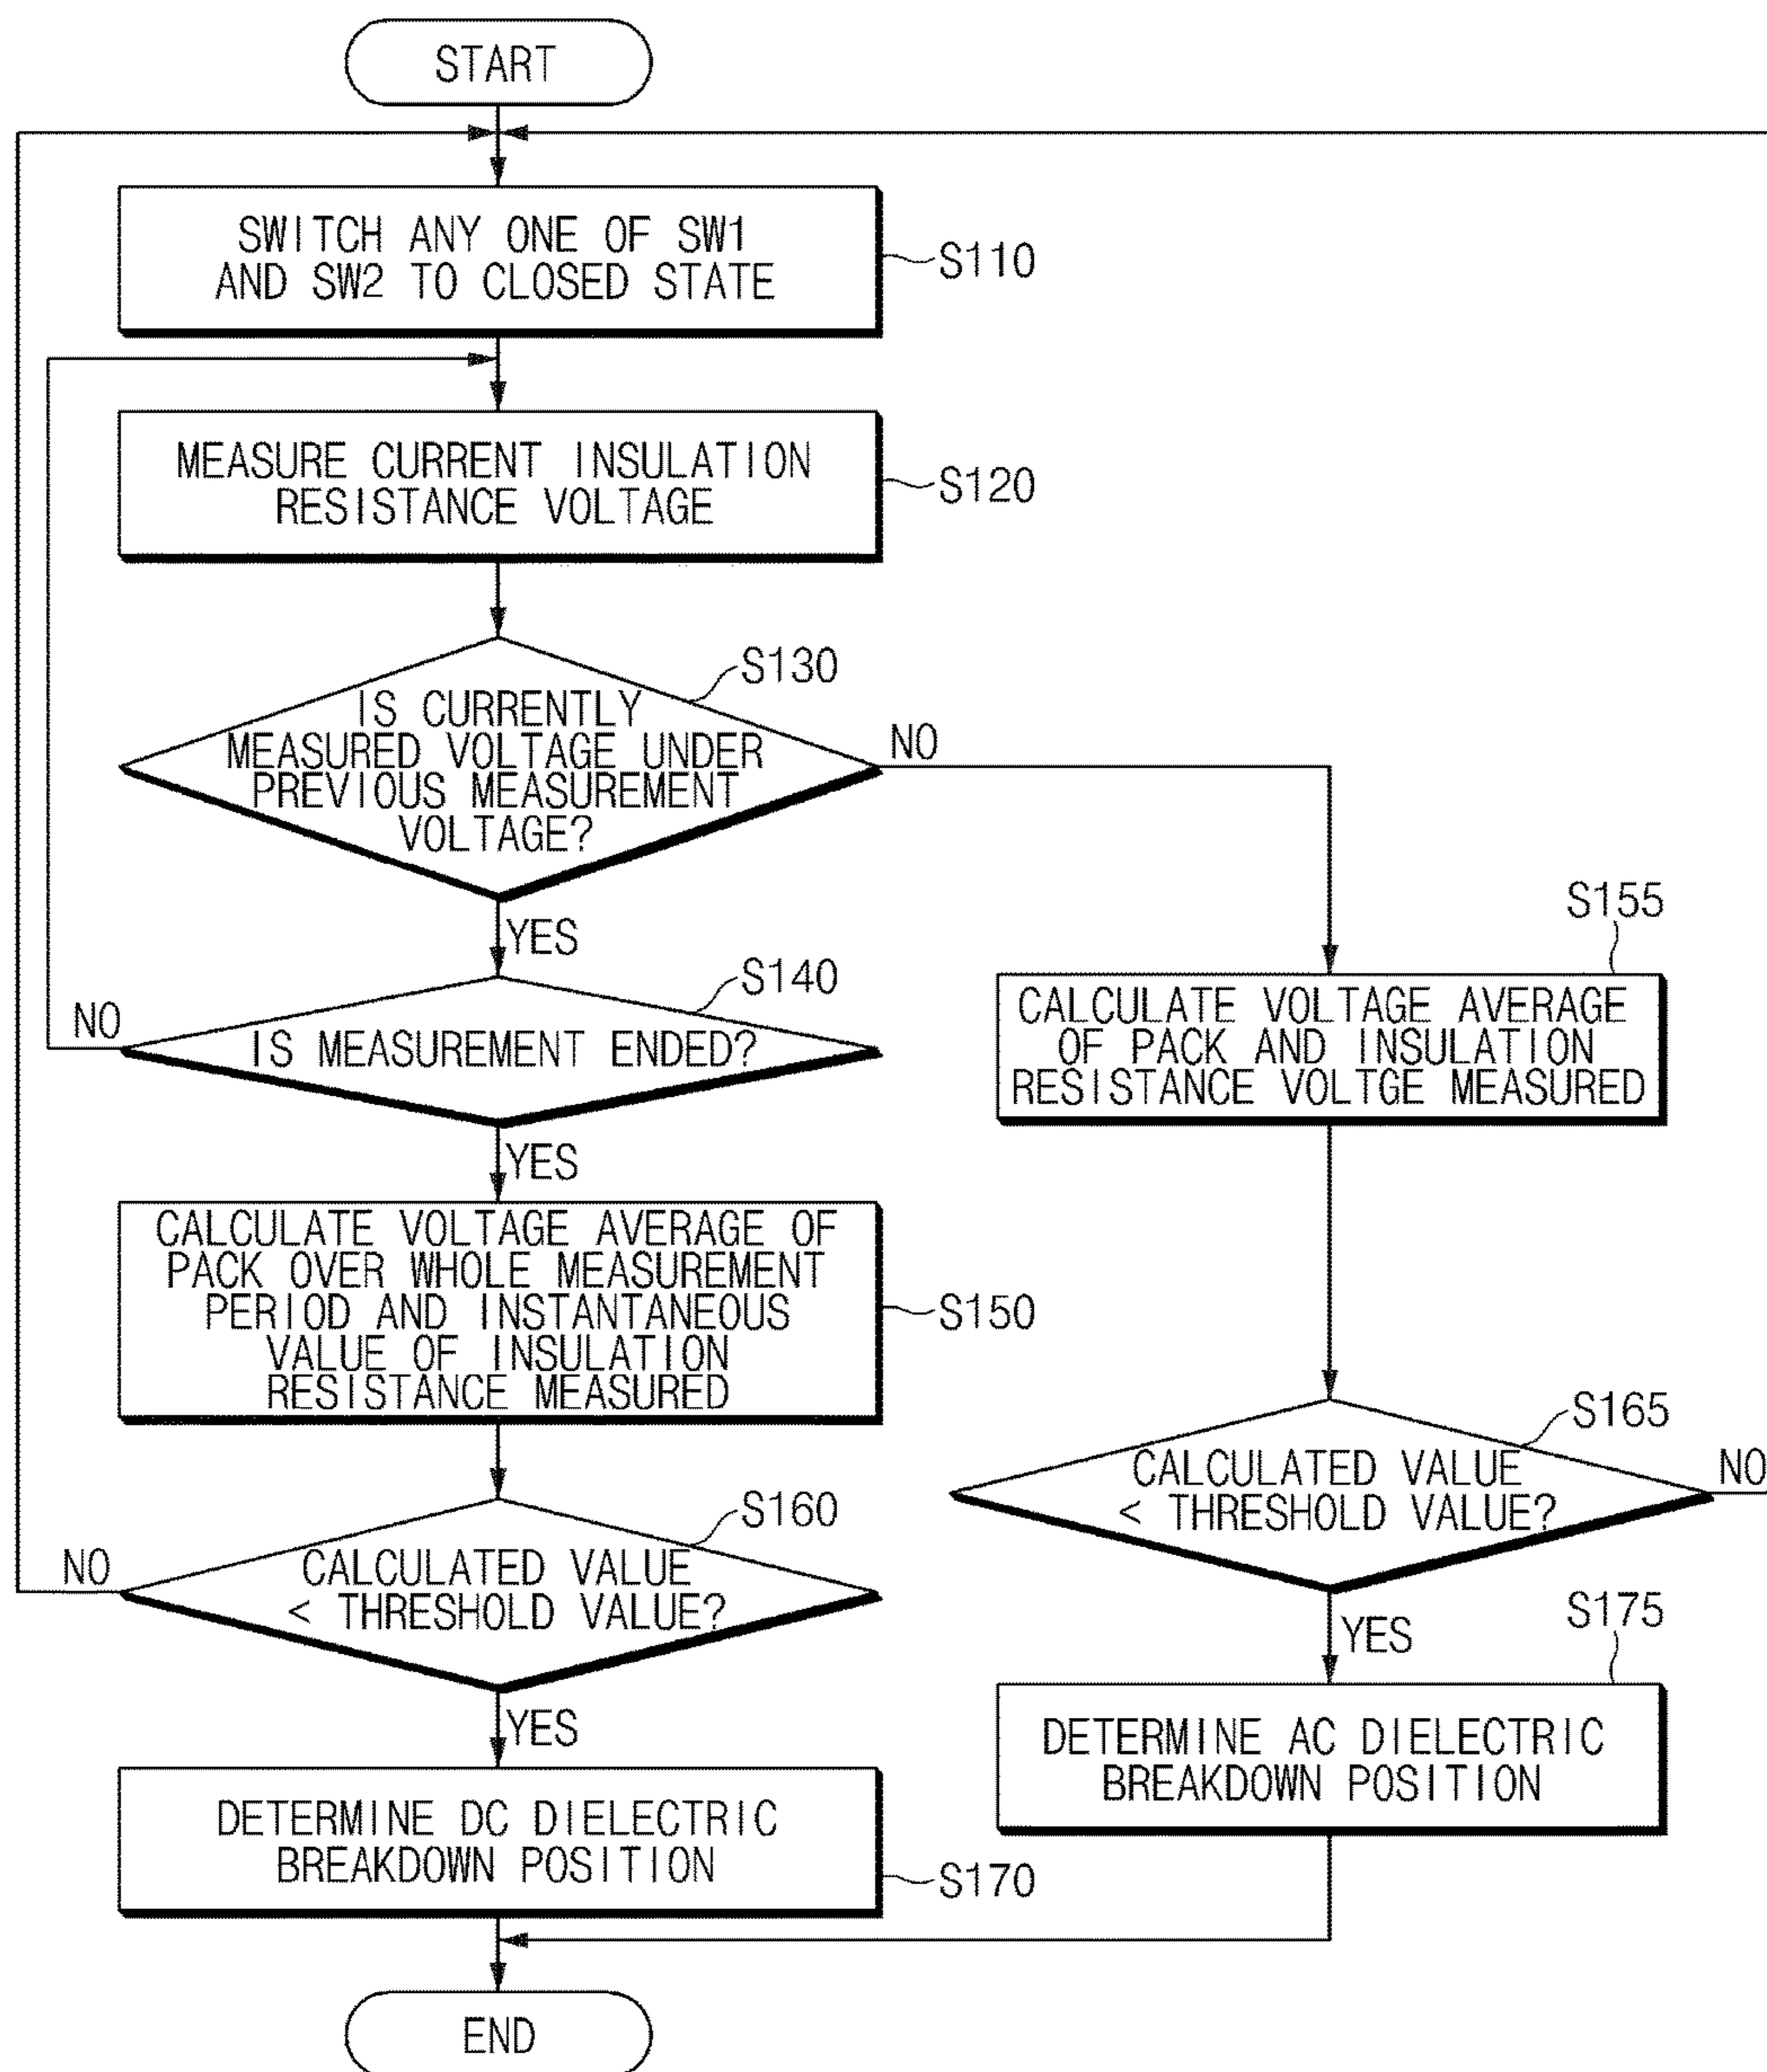 START
SWITCH ANY ONE OF SW1
AND SW2 TO CLOSED STATE
S110
MEASURE CURRENT INSULATION
RESISTANCE VOLTAGE
S120
S130
IS CURRENTLY
MEASURED VOLTAGE UNDER
PREVIOUS MEASUREMENT
VOLTAGE?
NO
YES
S140
NO
IS MEASUREMENT ENDED?
YES
S155
CALCULATE VOLTAGE AVERAGE
OF PACK AND INSULATION
RESISTANCE VOLTGE MEASURED
CALCULATE VOLTAGE AVERAGE OF
PACK OVER WHOLE MEASUREMENT
PERIOD AND INSTANTANEOUS
VALUE OF INSULATION
RESISTANCE MEASURED
S150
S165
CALCULATED VALUE
< THRESHOLD VALUE?
NO
YES
S160
NO
CALCULATED VALUE
< THRESHOLD VALUE?
YES
S175
DETERMINE AC DIELECTRIC
BREAKDOWN POSITION
DETERMINE DC DIELECTRIC
BREAKDOWN POSITION
S170
END